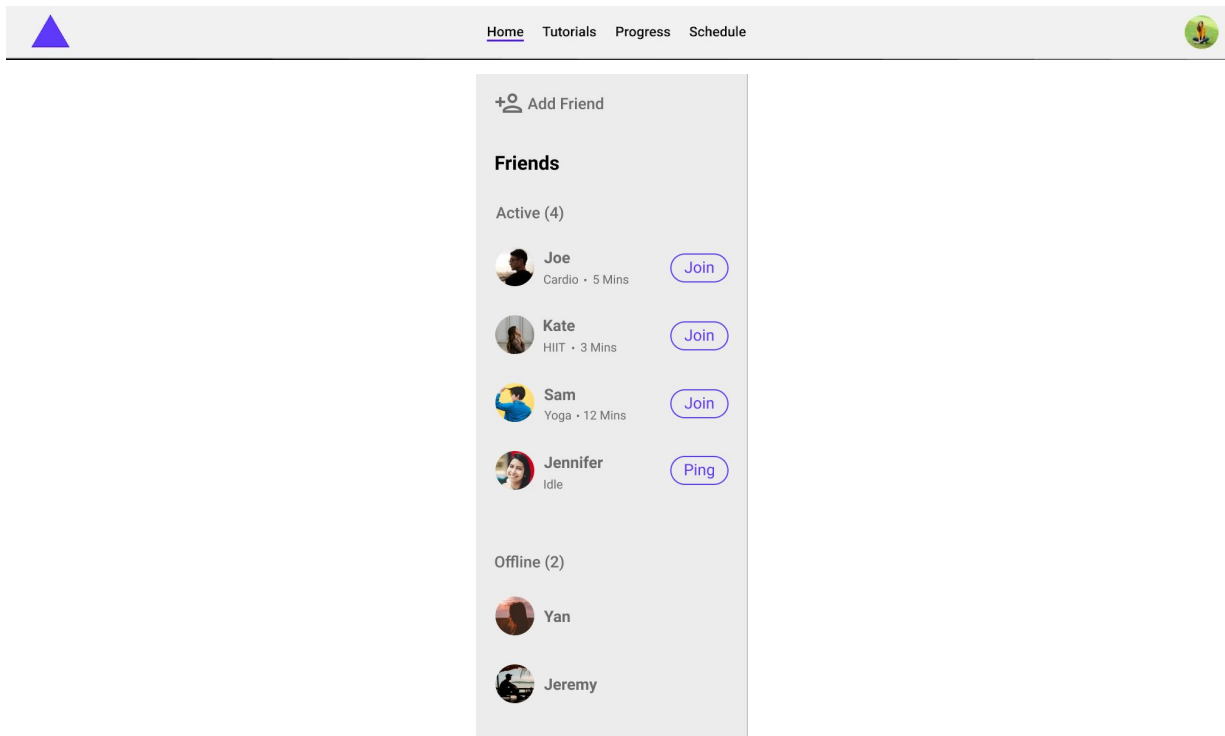 Home Tutorials Progress Schedule
Add Friend
Friends
Active (4)
Joe
Cardio • 5 Mins
Join
Kate
HIIT • 3 Mins
Join
Sam
Yoga • 12 Mins
Join
Jennifer
Idle
Ping
Offline (2)
Yan
Jeremy